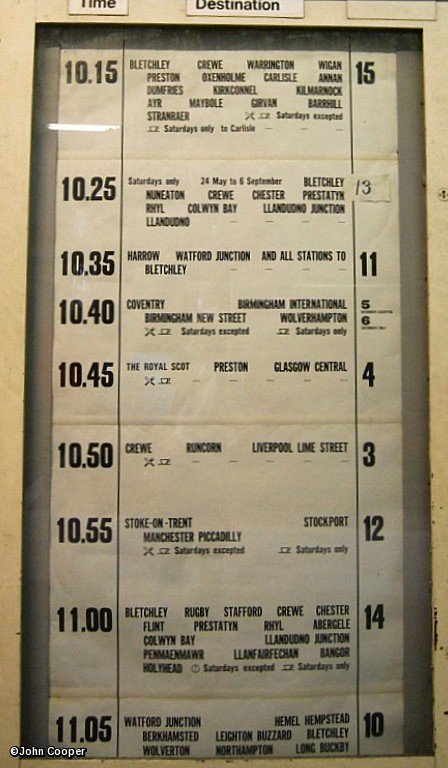 Time Destination
10.15 BLETCHLEY CREWE WARRINGTON WIGAN 15
PRESTON OXENHOLME CARLISLE ANNAN
DUMFRIES KIRKCONNEL KILMARNOCK
AYR MAYBOLE GIRVAN BARRHILL
STRANRAER Saturdays excepted
Saturdays only to Carlisle
10.25 Saturdays only 24 May to 6 September BLETCHLEY 13
NUNEATON CREWE CHESTER PRESTATYN
RHYL COLWYN BAY LLANDUDNO JUNCTION
LLANDUDNO
10.35 HARROW WATFORD JUNCTION AND ALL STATIONS TO 11
BLETCHLEY
10.40 COVENTRY BIRMINGHAM INTERNATIONAL 5
BIRMINGHAM NEW STREET WOLVERHAMPTON 6
Saturdays excepted Saturdays only
10.45 THE ROYAL SCOT PRESTON GLASGOW CENTRAL 4
10.50 CREWE RUNCORN LIVERPOOL LIME STREET 3
10.55 STOKE-ON-TRENT STOCKPORT 12
MANCHESTER PICCADILLY
Saturdays excepted Saturdays only
11.00 BLETCHLEY RUGBY STAFFORD CREWE CHESTER 14
FLINT PRESTATYN RHYL ABERGELE
COLWYN BAY LLANDUDNO JUNCTION
PENMAENMAWR LLANFAIRFECHAN BANGOR
HOLYHEAD Saturdays excepted Saturdays only
11.05 WATFORD JUNCTION HEMEL HEMPSTEAD 10
BERKHAMSTED LEIGHTON BUZZARD BLETCHLEY
WOLVERTON NORTHAMPTON LONG BUCKBY
©John Cooper